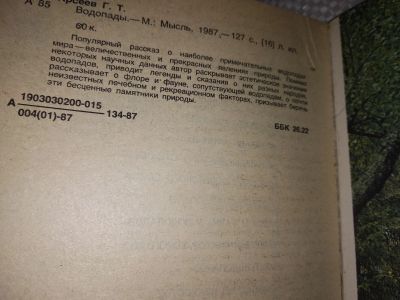 Г. Т.
А 85
Водопады.— М.: Мысль, 1987,— 127 с., [16] л. ил.
60 к.
Популярный рассказ о наиболее примечательных водопадах
мира — величественных и прекрасных явлениях природы. Помимо
некоторых научных данных автор раскрывает эстетическое значение
водопадов, приводит легенды и сказания о них разных народов,
рассказывает о флоре и фауне, сопутствующей водопадам, о почти
неизвестных лечебном и рекреационном факторах, призывает беречь
эти бесценные памятники природы.
А 1903030200-015 134-87
004(01)-87
ББК 26.22